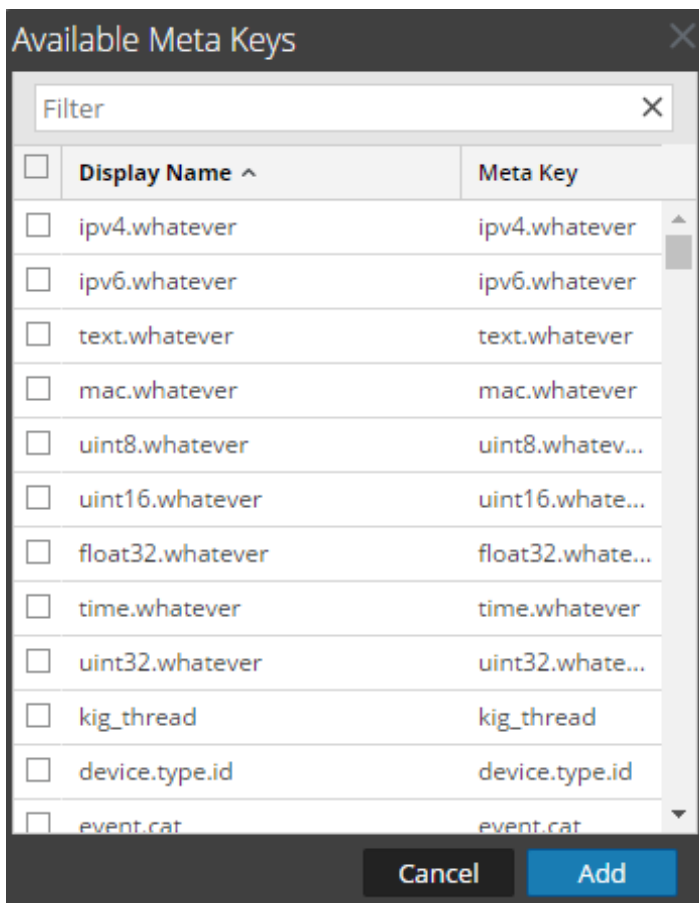 Available Meta Keys
Filter
Display Name Meta Key
ipv4.whatever ipv4.whatever
ipv6.whatever ipv6.whatever
text.whatever text.whatever
mac.whatever mac.whatever
uint8.whatever uint8.whatev...
uint16.whatever uint16.whate...
float32.whatever float32.whate...
time.whatever time.whatever
uint32.whatever uint32.whate...
kig_thread kig_thread
device.type.id device.type.id
event.cat event.cat
Cancel Add